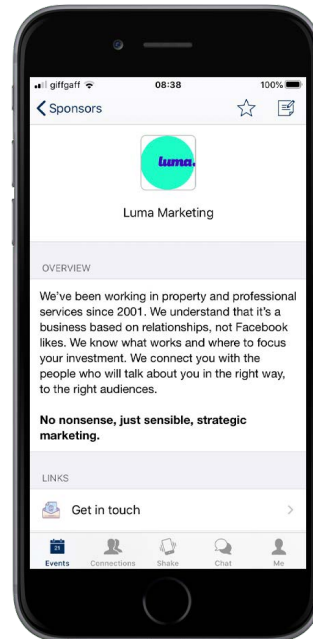 giffgaff 08:38 100%
Sponsors
luma.
Luma Marketing
OVERVIEW
We've been working in property and professional
services since 2001. We understand that it's a
business based on relationships, not Facebook
likes. We know what works and where to focus
your investment. We connect you with the
people who will talk about you in the right way,
to the right audiences.
No nonsense, just sensible, strategic
marketing.
LINKS
Get in touch
21
Events Connections Shake Chat Me